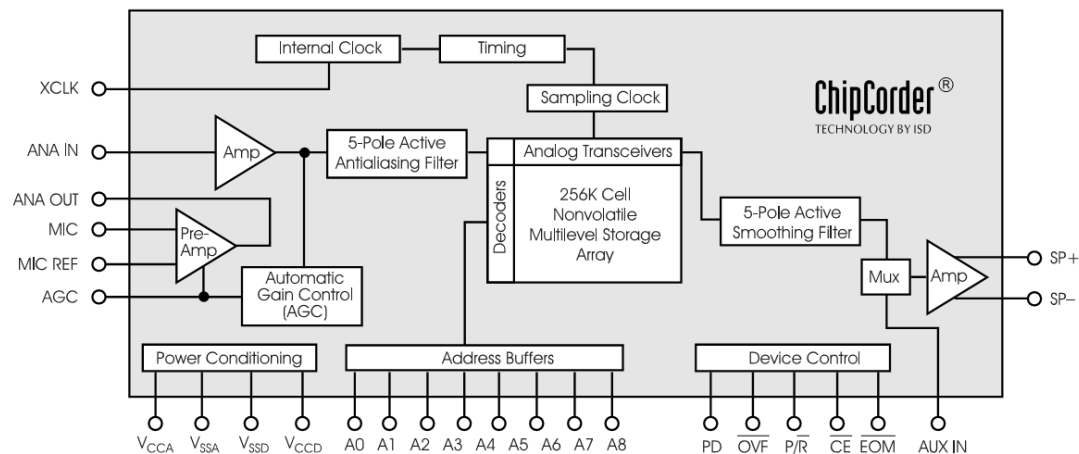 Internal Clock
Timing
XCLK
Sampling Clock
ChipCorder®
TECHNOLOGY BY ISD
ANA IN
Amp
5-Pole Active
Antialiasing Filter
Analog Transceivers
Decoders
256K Cell
Nonvolatile
Multilevel Storage
Array
ANA OUT
MIC
Pre-
Amp
MIC REF
AGC
Automatic
Gain Control
(AGC)
5-Pole Active
Smoothing Filter
Mux
Amp
SP+
SP–
Power Conditioning
Address Buffers
Device Control
VCCA
VSSA
VSSD
VCCD
A0
A1
A2
A3
A4
A5
A6
A7
A8
PD
O̅V̅F̅
P/R̅
C̅E̅
E̅O̅M̅
AUX IN